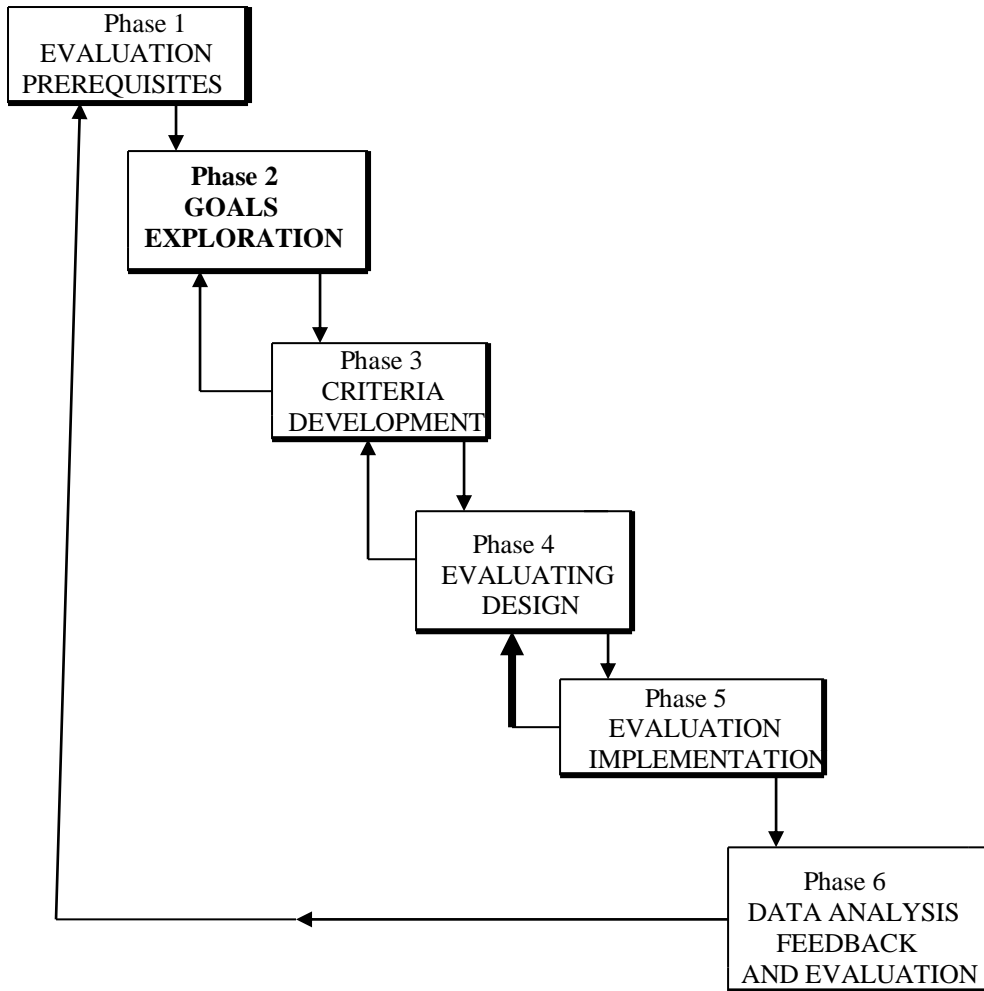 Phase 1
EVALUATION
PREREQUISITES
Phase 2
GOALS
EXPLORATION
Phase 3
CRITERIA
DEVELOPMENT
Phase 4
EVALUATING
DESIGN
Phase 5
EVALUATION
IMPLEMENTATION
Phase 6
DATA ANALYSIS
FEEDBACK
AND EVALUATION